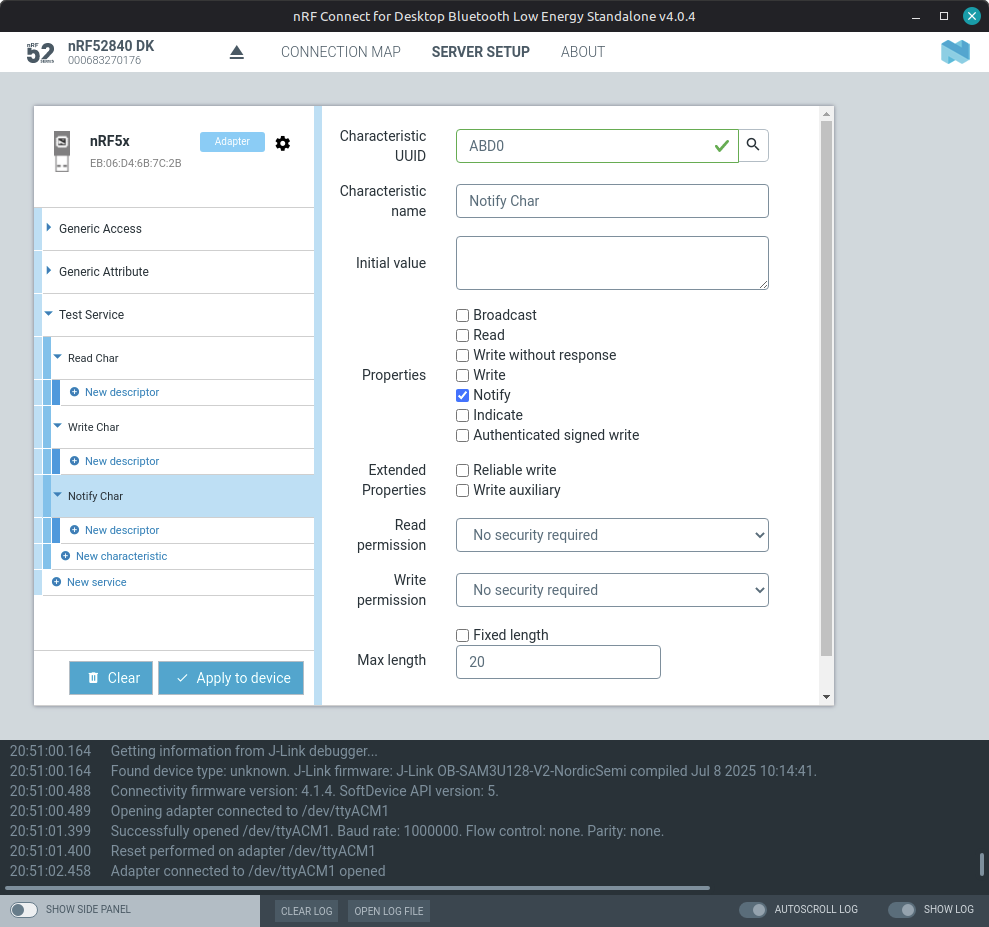 nRF Connect for Desktop Bluetooth Low Energy Standalone v4.0.4
nRF
52
SERIES
nRF52840 DK
000683270176
CONNECTION MAP
SERVER SETUP
ABOUT
nRF5x
EB:06:D4:6B:7C:2B
Adapter
Generic Access
Generic Attribute
Test Service
Read Char
New descriptor
Write Char
New descriptor
Notify Char
New descriptor
New characteristic
New service
Clear
Apply to device
Characteristic
UUID
ABD0
Characteristic
name
Notify Char
Initial value
Properties
Broadcast
Read
Write without response
Write
Notify
Indicate
Authenticated signed write
Extended
Properties
Reliable write
Write auxiliary
Read
permission
No security required
Write
permission
No security required
Fixed length
Max length
20
20:51:00.164 Getting information from J-Link debugger...
20:51:00.164 Found device type: unknown. J-Link firmware: J-Link OB-SAM3U128-V2-NordicSemi compiled Jul 8 2025 10:14:41.
20:51:00.488 Connectivity firmware version: 4.1.4. SoftDevice API version: 5.
20:51:00.489 Opening adapter connected to /dev/ttyACM1
20:51:01.399 Successfully opened /dev/ttyACM1. Baud rate: 1000000. Flow control: none. Parity: none.
20:51:01.400 Reset performed on adapter /dev/ttyACM1
20:51:02.458 Adapter connected to /dev/ttyACM1 opened
SHOW SIDE PANEL
CLEAR LOG
OPEN LOG FILE
AUTOSCROLL LOG
SHOW LOG